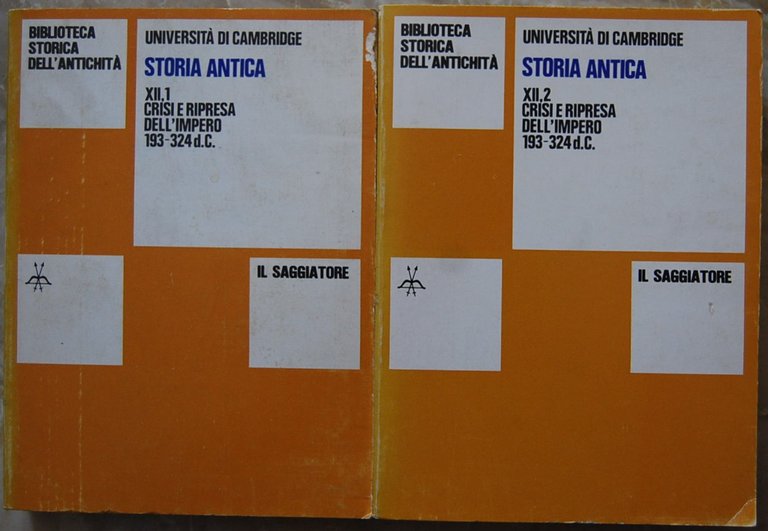 BIBLIOTECA
STORICA
DELL'ANTICHITÀ
UNIVERSITÀ DI CAMBRIDGE
STORIA ANTICA
XII,1
CRISI E RIPRESA
DELL'IMPERO
193-324 d.C.
IL SAGGIATORE
BIBLIOTECA
STORICA
DELL'ANTICHITÀ
UNIVERSITÀ DI CAMBRIDGE
STORIA ANTICA
XII,2
CRISI E RIPRESA
DELL'IMPERO
193-324 d.C.
IL SAGGIATORE